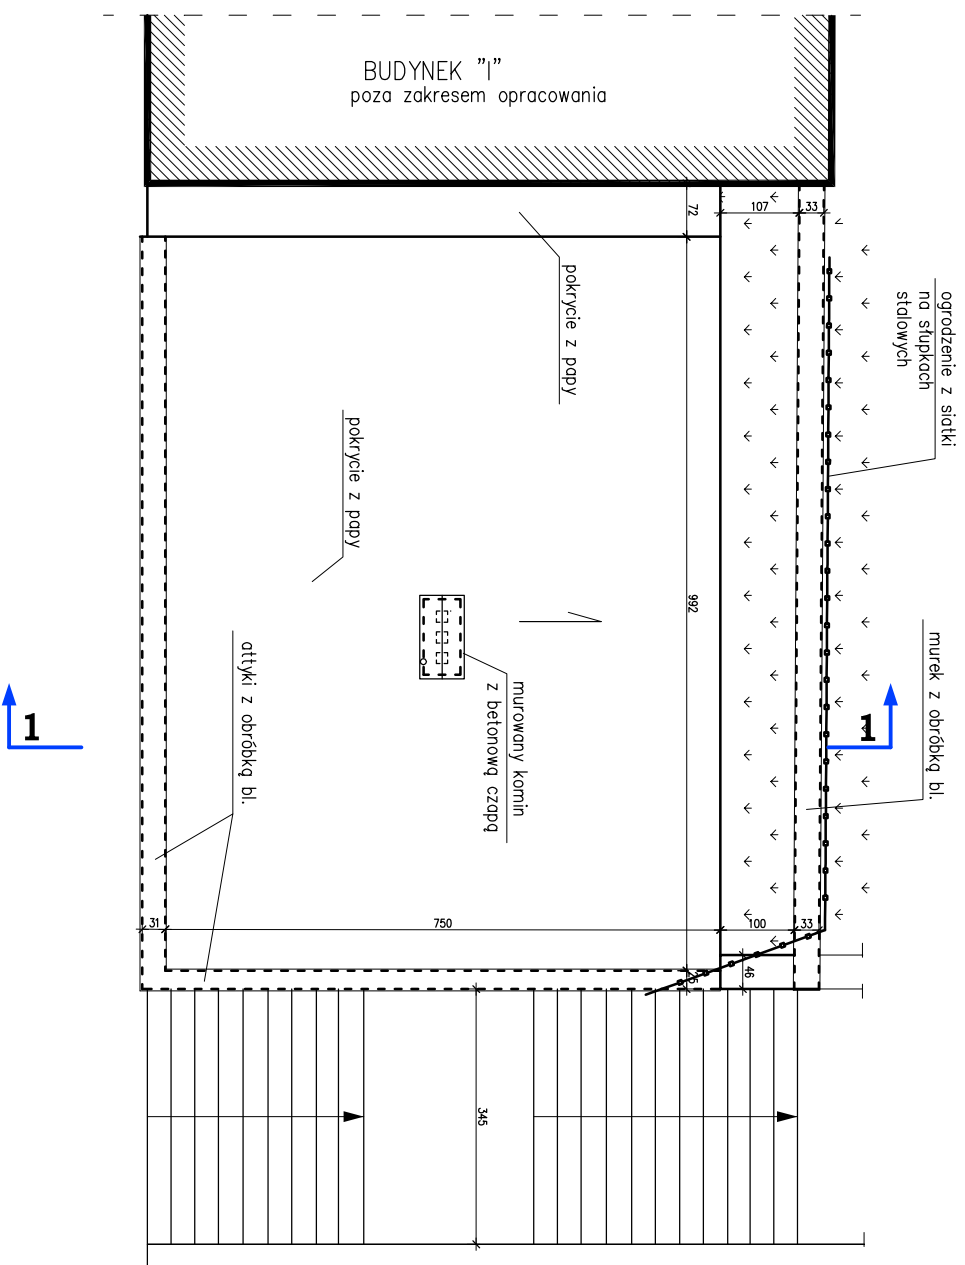 BUDYNEK "I"
poza zakresem opracowania
72
107
33
pokrycie z papy
ogrodzenie z siatki
na słupkach
stalowych
pokrycie z papy
992
murowany komin
z betonową czapą
attyki z obróbką bl.
murek z obróbką bl.
1
1
31
750
100
33
46
345